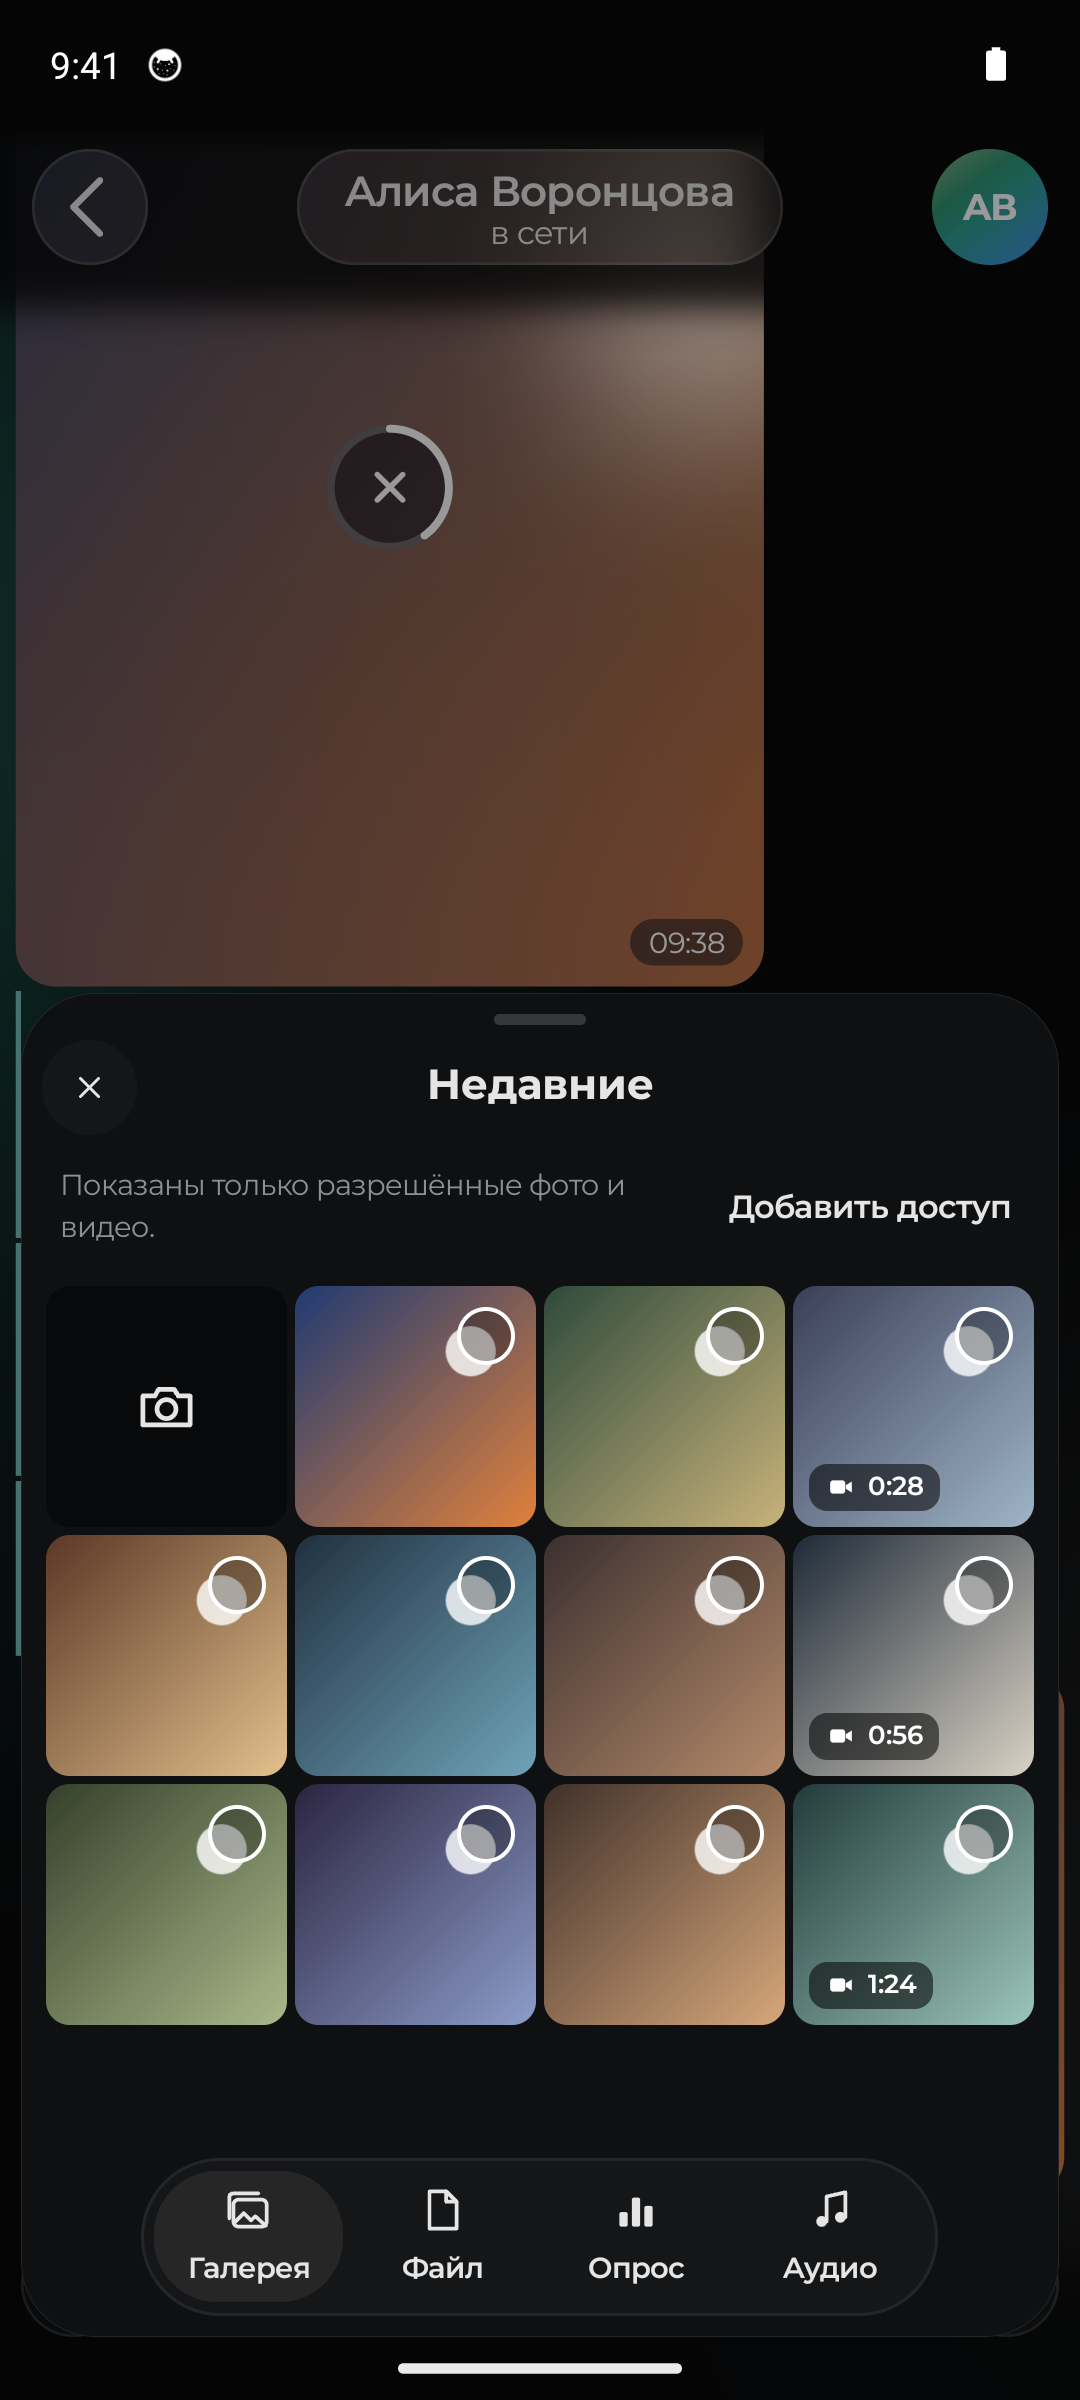 9:41
Алиса Воронцова
в сети
АВ
09:38
Недавние
Показаны только разрешённые фото и
видео.
Добавить доступ
0:28
0:56
1:24
Галерея
Файл
Опрос
Аудио